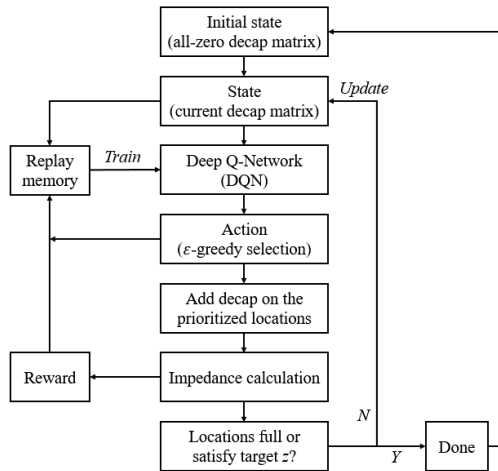 Initial state
(all-zero decap matrix)
Update
State
(current decap matrix)
Replay
memory
Train
Deep Q-Network
(DQN)
Action
(ε-greedy selection)
Add decap on the
prioritized locations
Reward
Impedance calculation
N
Locations full or
satisfy target z?
Y
Done